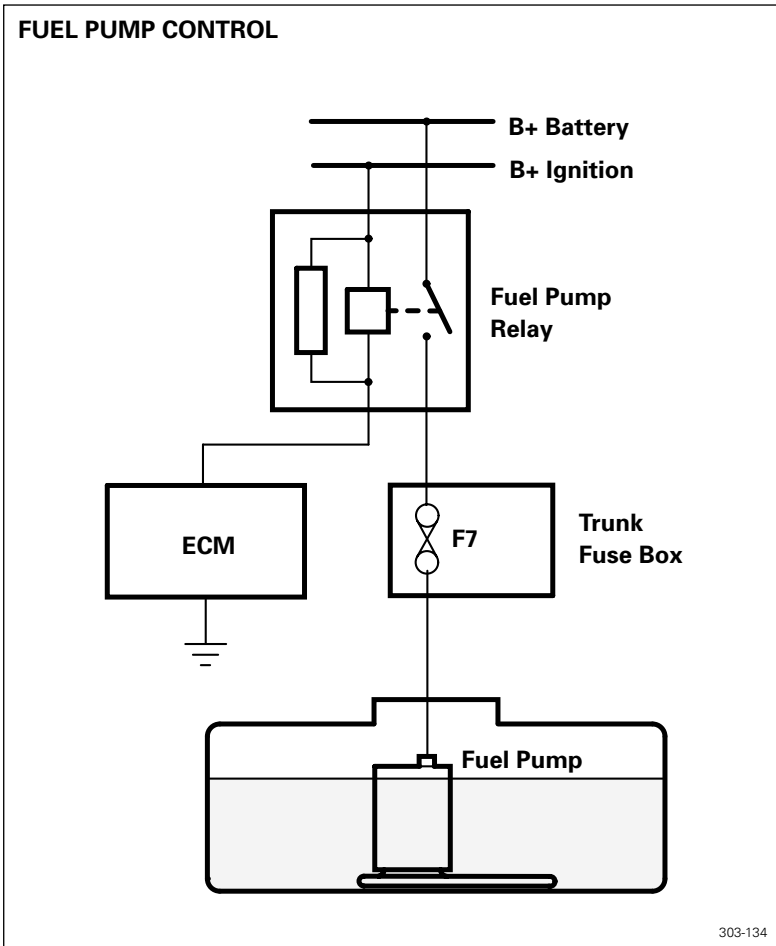 FUEL PUMP CONTROL
B+ Battery
B+ Ignition
Fuel Pump
Relay
ECM
F7
Trunk
Fuse Box
Fuel Pump
303-134